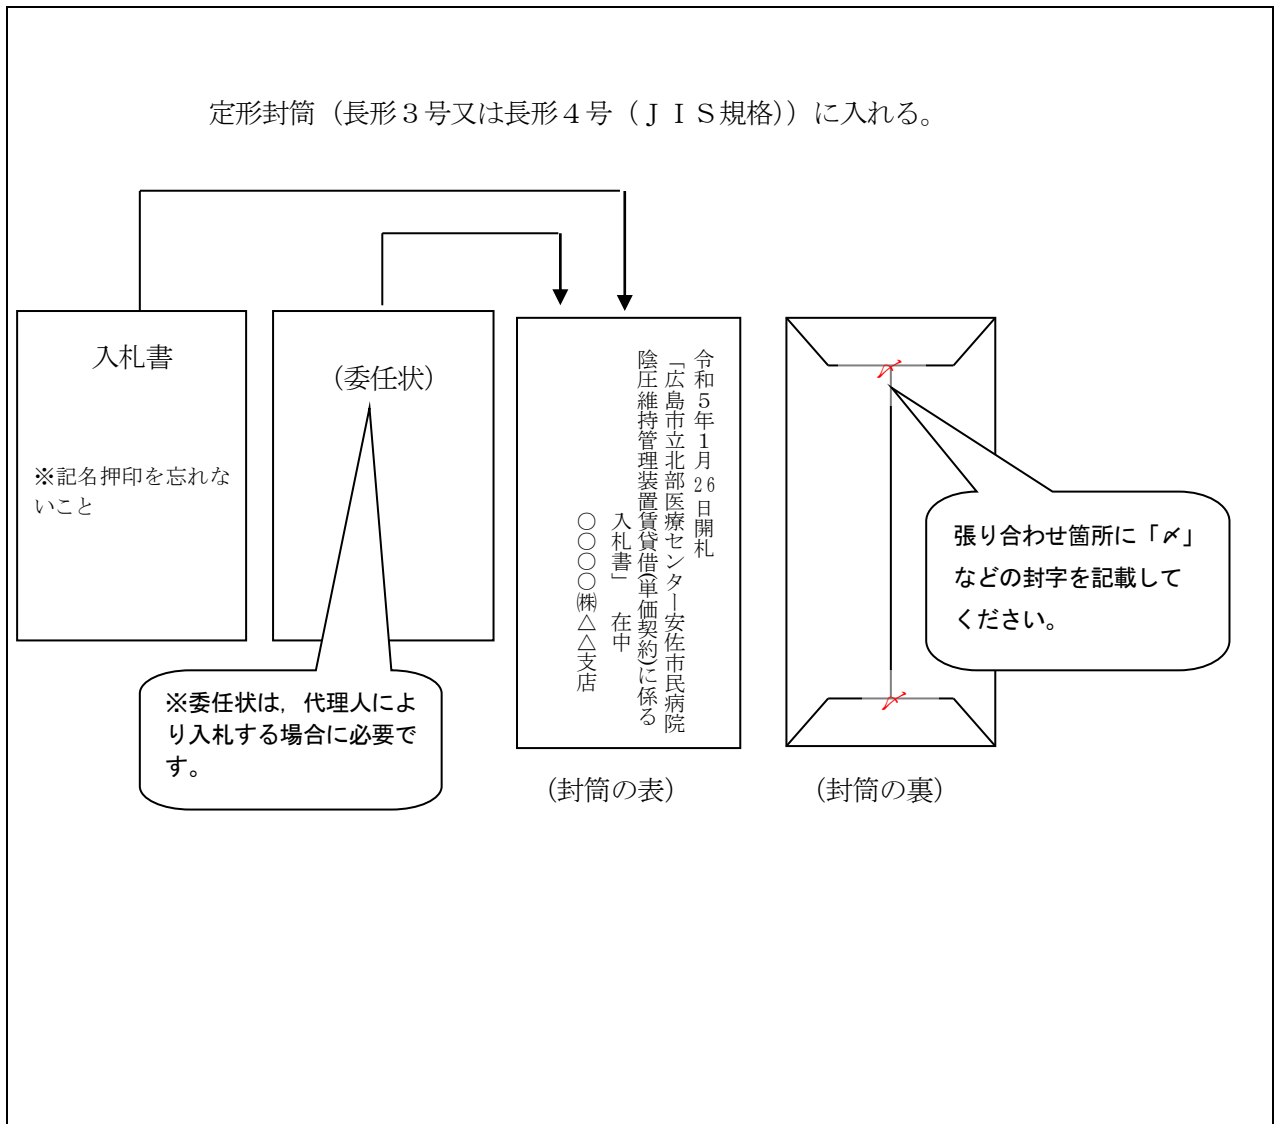 定形封筒（長形３号又は長形４号（ＪＩＳ規格））に入れる。
入札書
※記名押印を忘れな
いこと
（委任状）
※委任状は，代理人によ
り入札する場合に必要で
す。
令和５年１月26日開札
「広島市立北部医療センター安佐市民病院
陰圧維持管理装置賃貸借(単価契約)に係る
入札書」　在中
〇〇〇〇㈱△△支店
（封筒の表）
張り合わせ箇所に「〆」
などの封字を記載して
ください。
〆
〆
（封筒の裏）